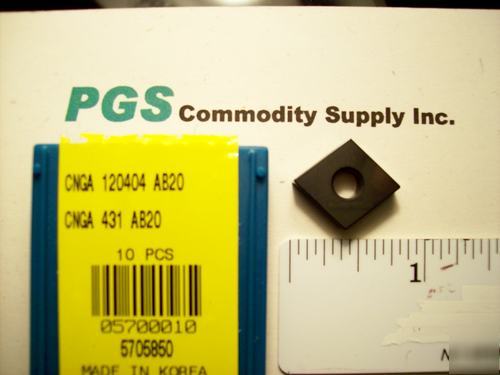 PGS Commodity Supply Inc.
CNGA 120404 AB20
CNGA 431 AB20
10 PCS
05700010
5705850
MADE IN KOREA
1